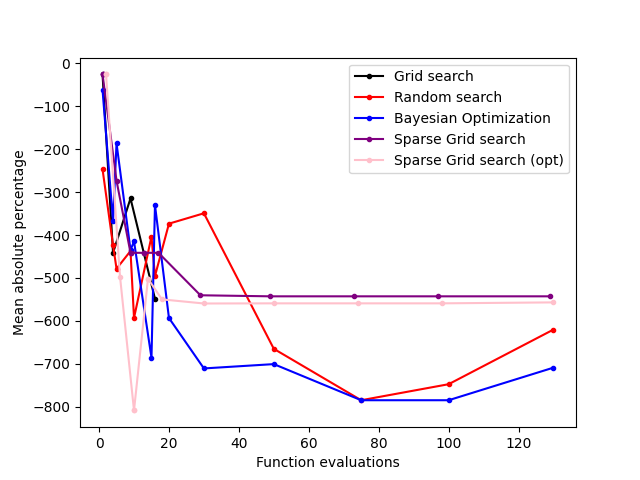 0
−100
−200
−300
−400
−500
−600
−700
−800
Mean absolute percentage
0
20
40
60
80
100
120
Function evaluations
Grid search
Random search
Bayesian Optimization
Sparse Grid search
Sparse Grid search (opt)